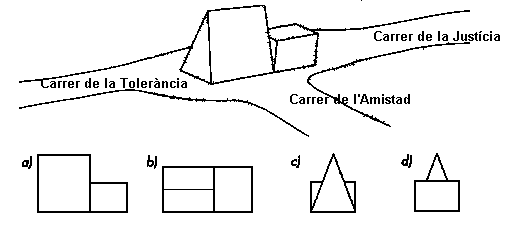 Carrer de la Justícia
Carrer de la Tolerància
Carrer de l'Amistad
a) b) c) d)